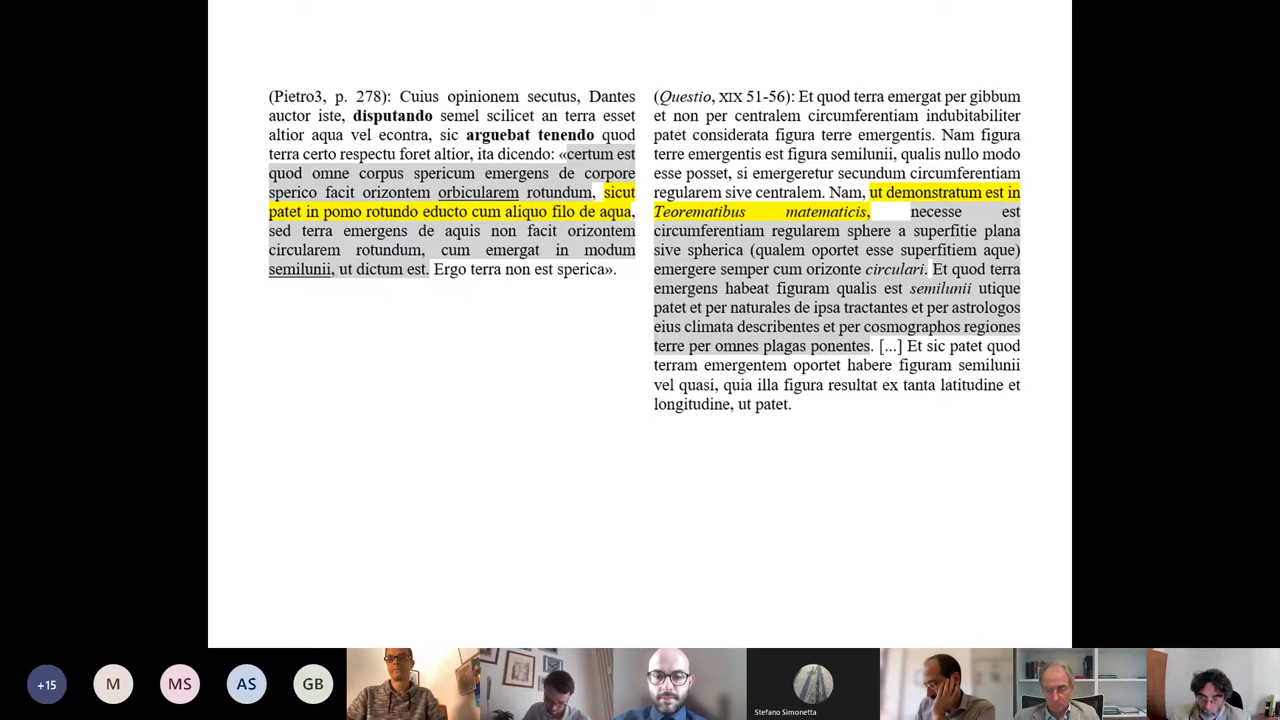 (Pietro3, p. 278): Cuius opinionem secutus, Dantes
auctor iste, disputando semel scilicet an terra esset
altior aqua vel econtra, sic arguebat tenendo quod
terra certo respectu foret altior, ita dicendo: «certum est
quod omne corpus spericum emergens de corpore
sperico facit orizontem orbicularem rotundum, sicut
patet in pomo rotundo educto cum aliquo filo de aqua,
sed terra emergens de aquis non facit orizontem
circularem rotundum, cum emergat in modum
semilunii, ut dictum est. Ergo terra non est sperica».
(Questio, XIX 51-56): Et quod terra emergat per gibbum
et non per centralem circumferentiam indubitabiliter
patet considerata figura terre emergentis. Nam figura
terre emergentis est figura semilunii, qualis nullo modo
esse posset, si emergeretur secundum circumferentiam
regularem sive centralem. Nam, ut demonstratum est in
Teorematibus matematicis, necesse est
circumferentiam regularem sphere a superfitie plana
sive spherica (qualem oportet esse superfitiem aque)
emergere semper cum orizonte circulari. Et quod terra
emergens habeat figuram qualis est semilunii utique
patet et per naturales de ipsa tractantes et per astrologos
eius climata describentes et per cosmographos regiones
terre per omnes plagas ponentes. [...] Et sic patet quod
terram emergentem oportet habere figuram semilunii
vel quasi, quia illa figura resultat ex tanta latitudine et
longitudine, ut patet.
+15
M
MS
AS
GB
Stefano Simonetta